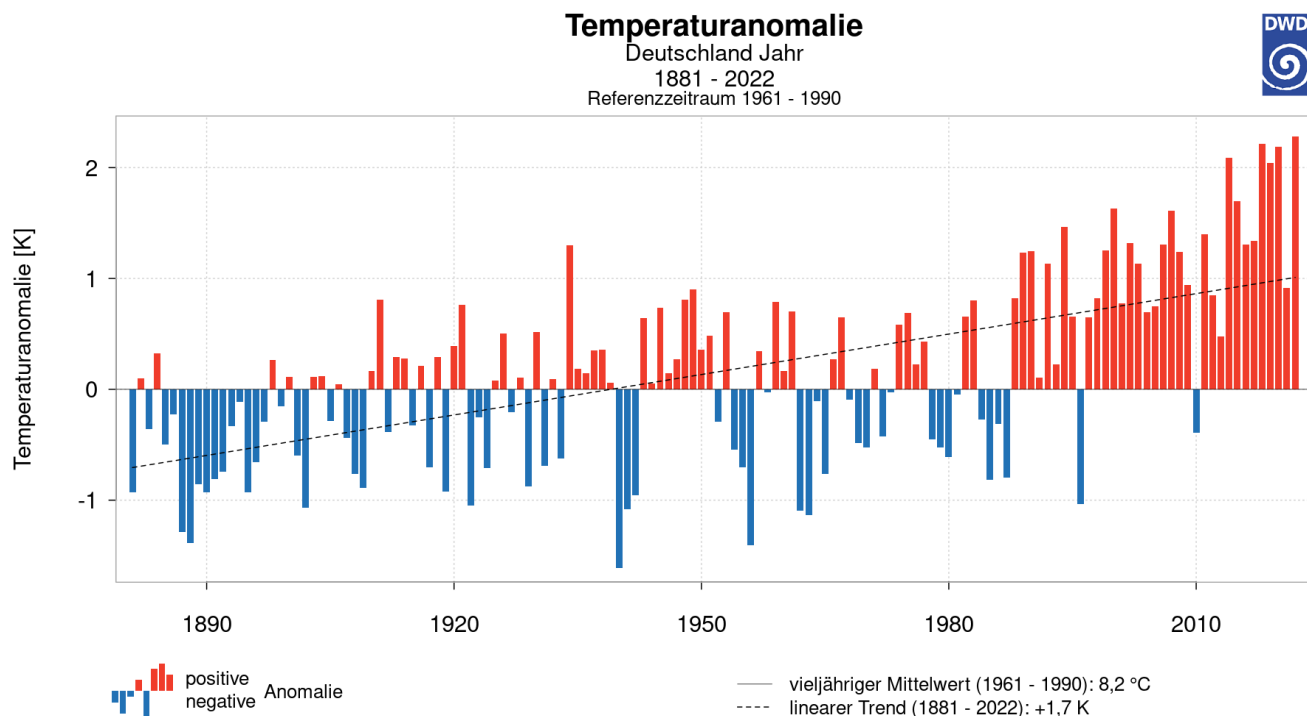 Temperaturanomalie
Deutschland Jahr
1881 - 2022
Referenzzeitraum 1961 - 1990
DWD
Temperaturanomalie [K]
2
1
0
-1
1890
1920
1950
1980
2010
positive
negative
Anomalie
vieljähriger Mittelwert (1961 - 1990): 8,2 °C
linearer Trend (1881 - 2022): +1,7 K